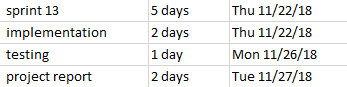 sprint 13 5 days Thu 11/22/18
implementation 2 days Thu 11/22/18
testing 1 day Mon 11/26/18
project report 2 days Tue 11/27/18